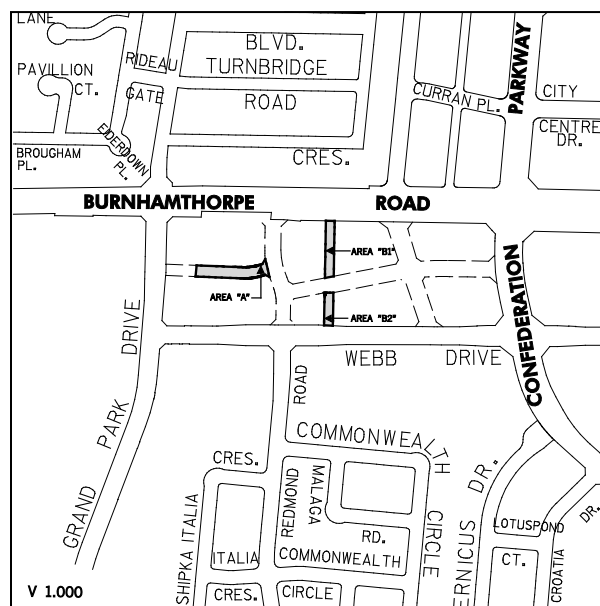 LANE
BLVD.
RIDEAU
TURNBRIDGE
PARKWAY
PAVILLION
CT.
GATE
ROAD
CURRAN PL.
CITY
CENTRE
DR.
EIDERDOWN
PL.
BROUGHAM
PL.
CRES.
BURNHAMTHORPE ROAD
AREA "B1"
AREA "A"
AREA "B2"
CONFEDERATION
DRIVE
WEBB DRIVE
PARK
GRAND
ROAD
COMMONWEALTH
CRES.
REDMOND
MALAGA
DR.
SHIPKA ITALIA
CIRCLE
ERNICUS
LOTUSPOND
DR.
RD.
ITALIA
COMMONWEALTH
CT.
CROATIA
CRES.
CIRCLE
V 1.000